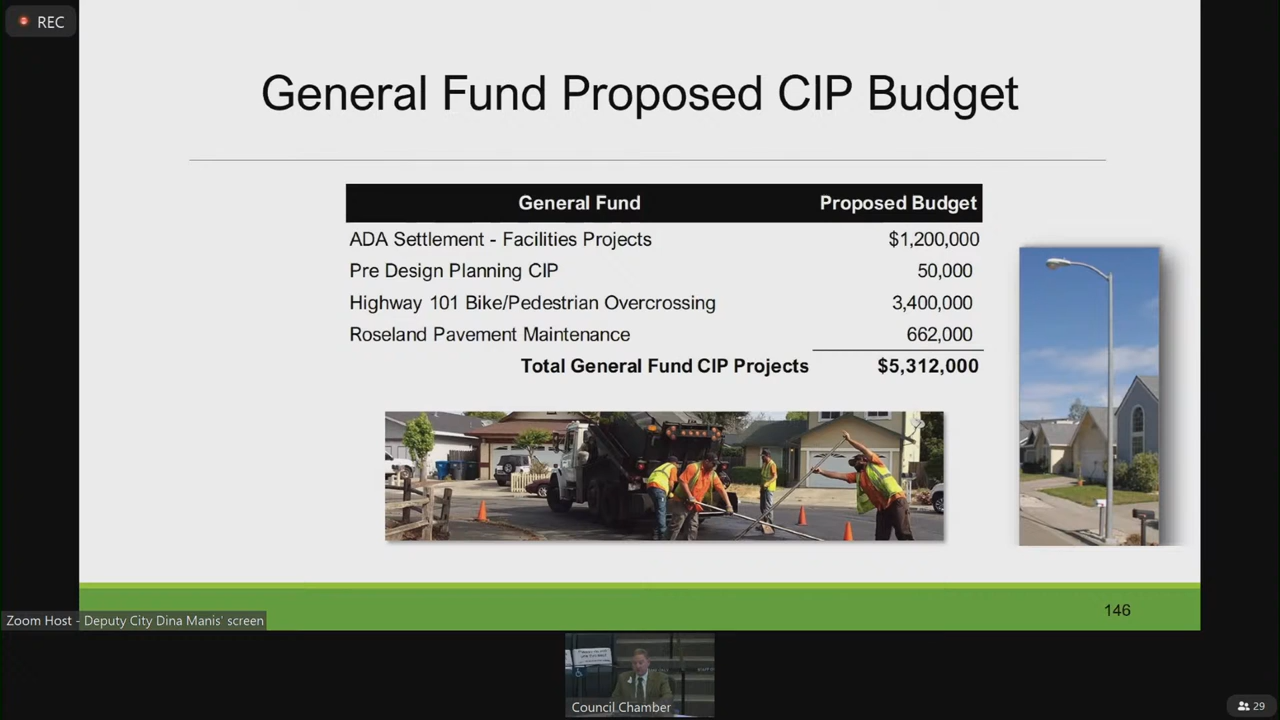 REC
General Fund Proposed CIP Budget
General Fund Proposed Budget
ADA Settlement - Facilities Projects $1,200,000
Pre Design Planning CIP 50,000
Highway 101 Bike/Pedestrian Overcrossing 3,400,000
Roseland Pavement Maintenance 662,000
Total General Fund CIP Projects $5,312,000
146
Zoom Host - Deputy City Dina Manis' screen
Council Chamber
29